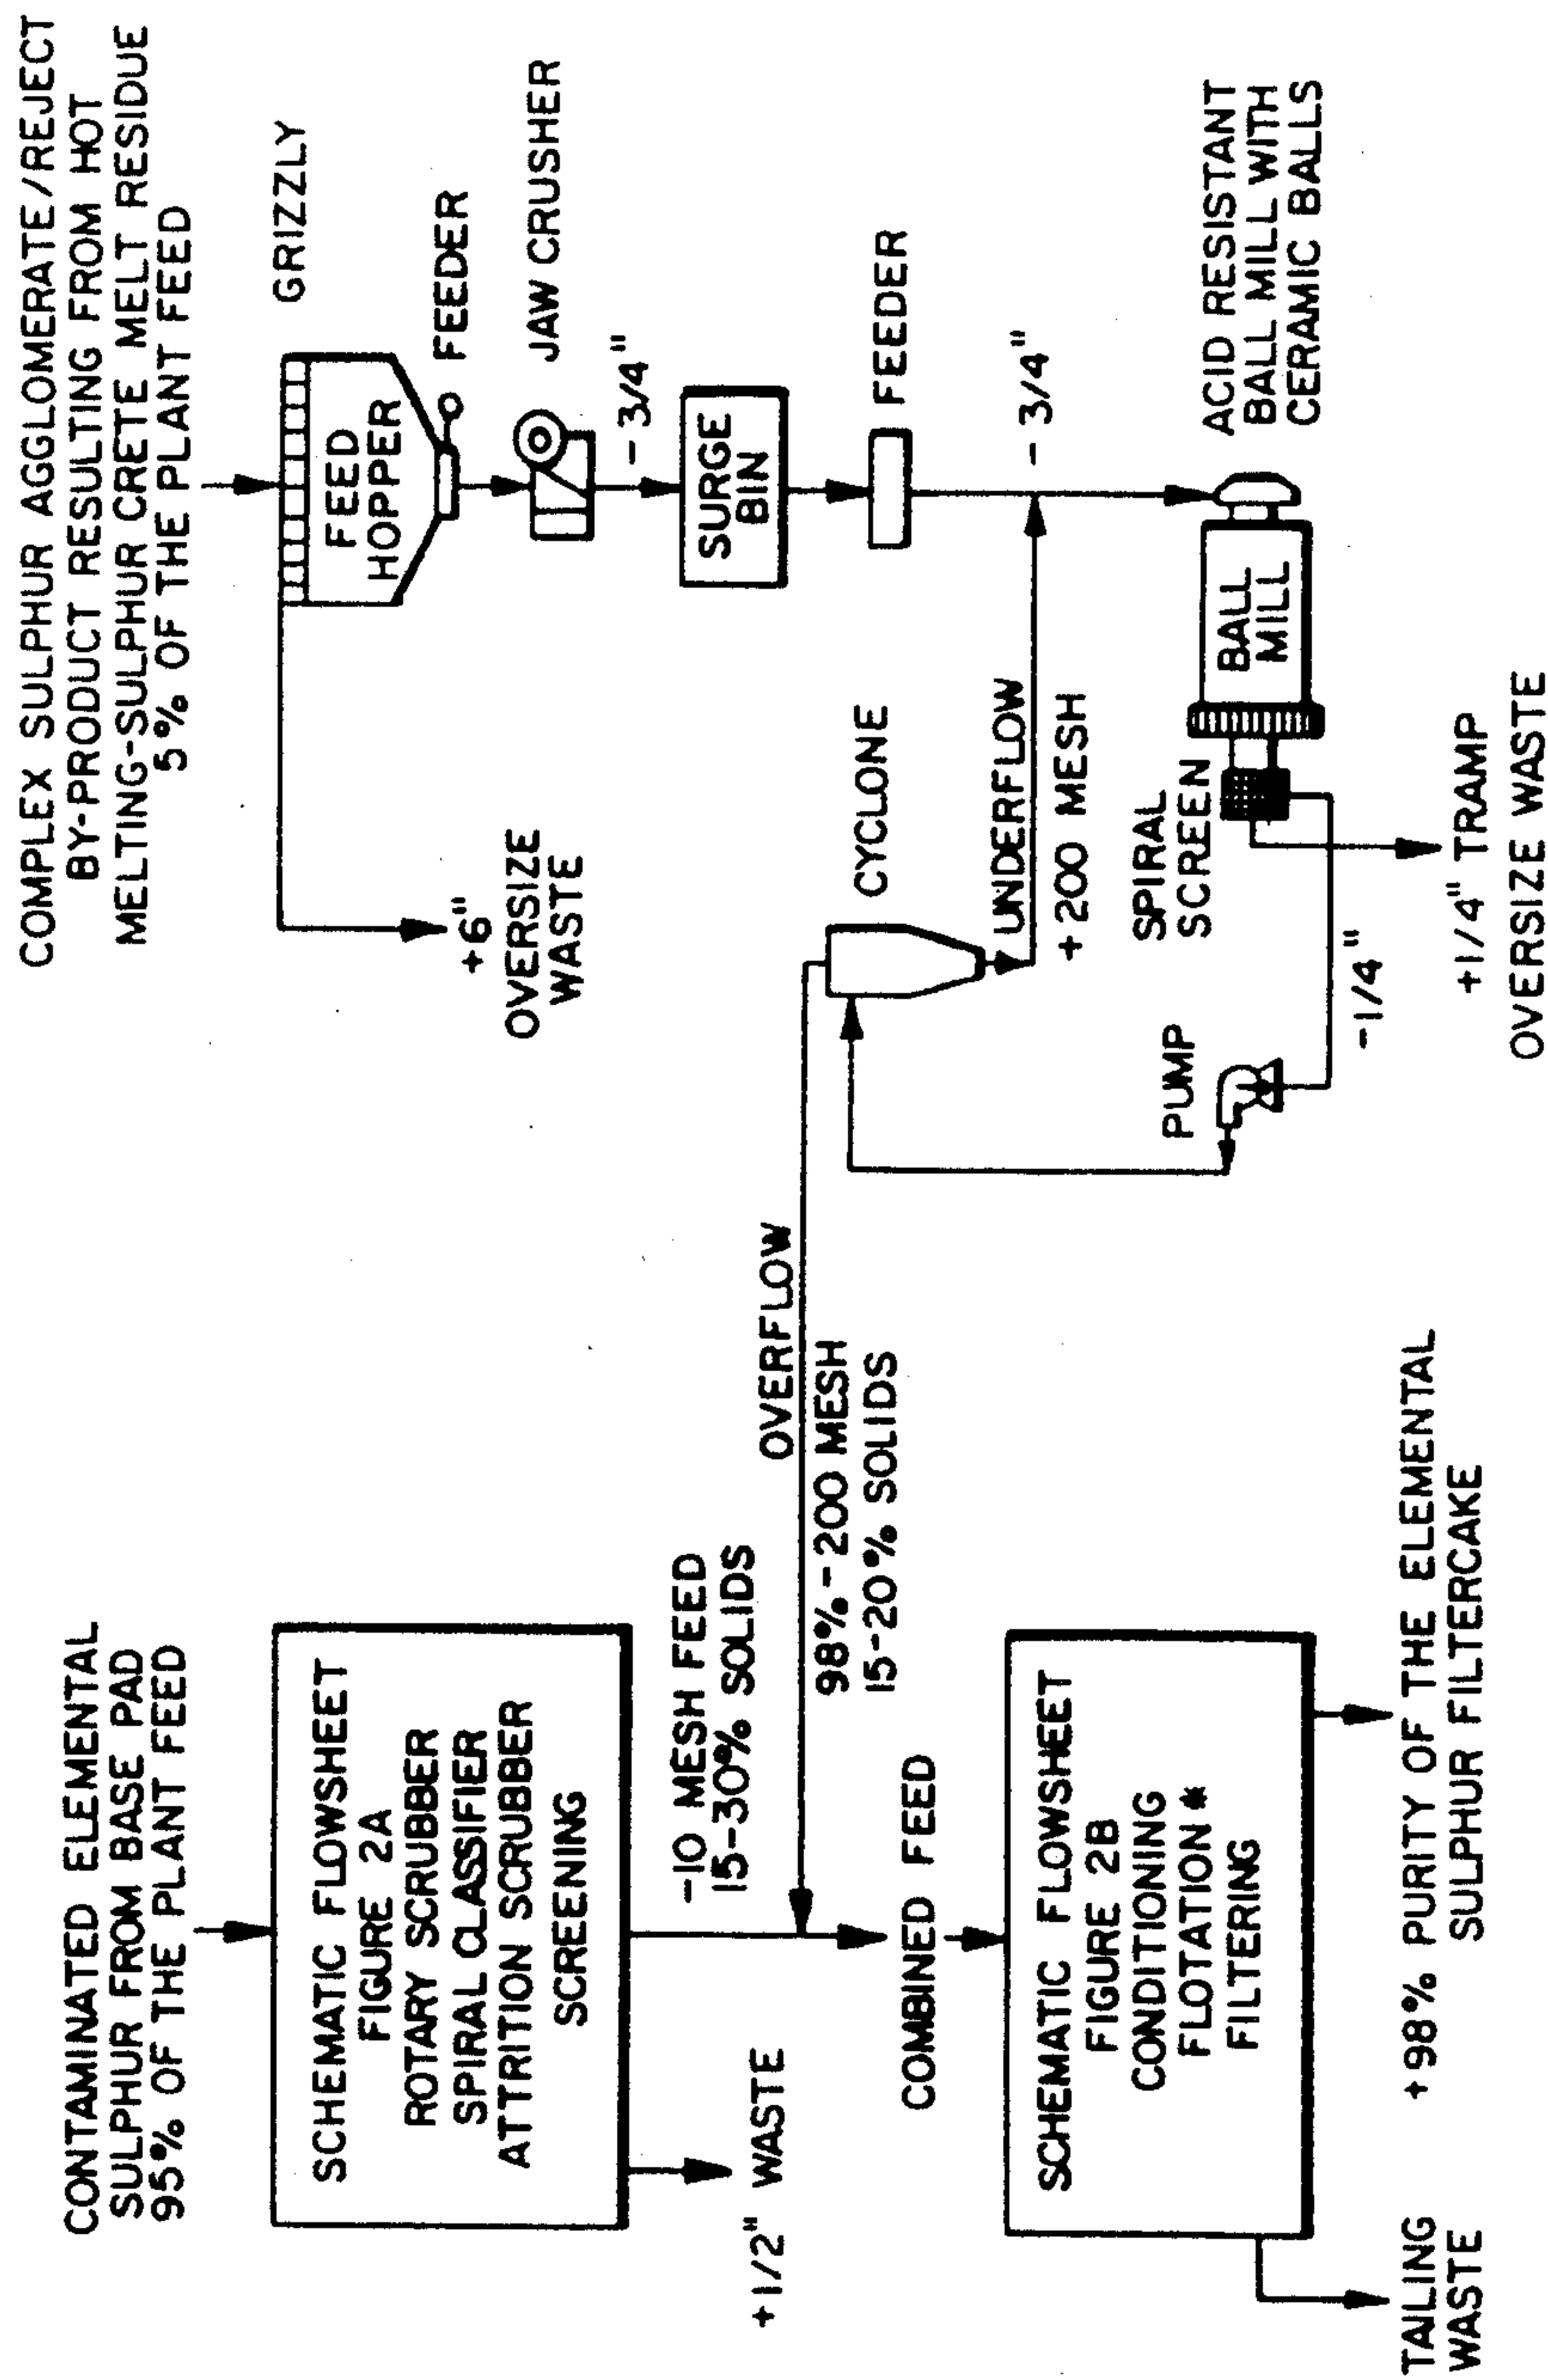 CONTAMINATED ELEMENTAL
SULPHUR FROM BASE PAD
95% OF THE PLANT FEED
SCHEMATIC FLOWSHEET
FIGURE 2A
ROTARY SCRUBBER
SPIRAL CLASSIFIER
ATTRITION SCRUBBER
SCREENING
+1/2" WASTE
-10 MESH FEED
15-30% SOLIDS
OVERFLOW
98%-200 MESH
15-20% SOLIDS
COMBINED FEED
SCHEMATIC FLOWSHEET
FIGURE 2B
CONDITIONING
FLOTATION*
FILTERING
TAILING
WASTE
+98% PURITY OF THE ELEMENTAL
SULPHUR FILTERCAKE
COMPLEX SULPHUR AGGLOMERATE/REJECT
BY-PRODUCT RESULTING FROM HOT
MELTING-SULPHUR CRETE MELT RESIDUE
5% OF THE PLANT FEED
GRIZZLY
FEED
HOPPER
FEEDER
+6"
OVERSIZE
WASTE
JAW CRUSHER
-3/4"
SURGE
BIN
FEEDER
CYCLONE
UNDERFLOW
+200 MESH
-3/4"
PUMP
SPIRAL
SCREEN
BALL
MILL
ACID RESISTANT
BALL MILL WITH
CERAMIC BALLS
-1/4"
+1/4" TRAMP
OVERSIZE WASTE